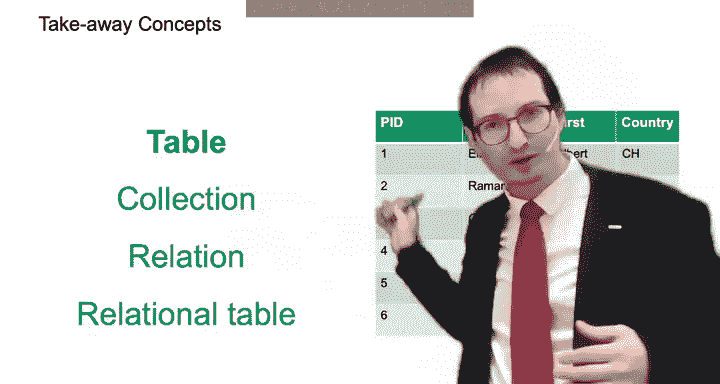 Take-away Concepts
Table
Collection
Relation
Relational table
PID Country
1 CH
2
4
5
6